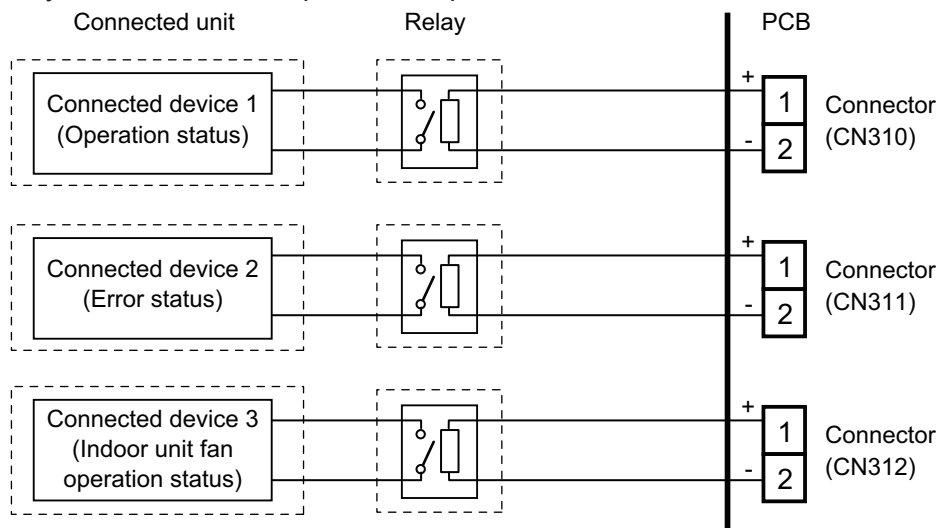 Connected unit
Relay
PCB
Connected device 1
(Operation status)
+
1
-
2
Connector
(CN310)
Connected device 2
(Error status)
+
1
-
2
Connector
(CN311)
Connected device 3
(Indoor unit fan
operation status)
+
1
-
2
Connector
(CN312)